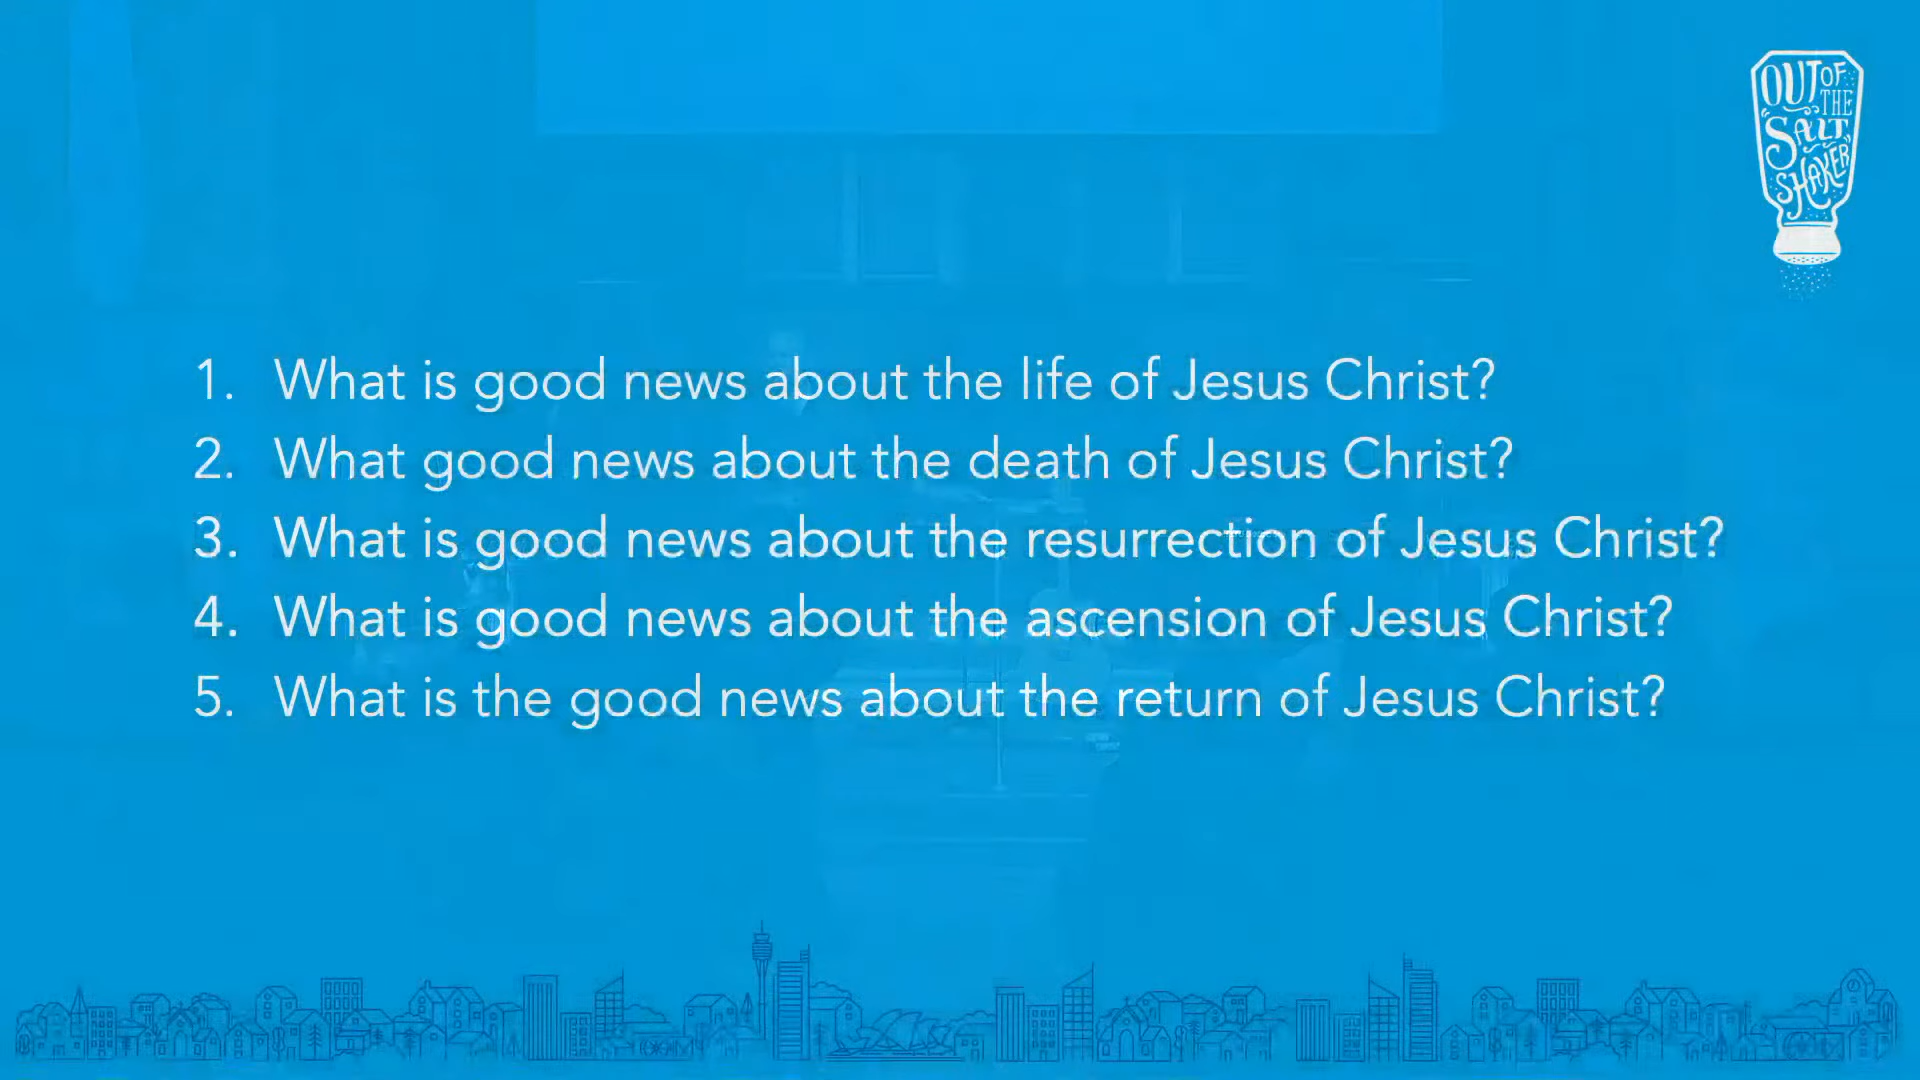 OUT OF
THE
SALT
SHAKER
1. What is good news about the life of Jesus Christ?
2. What good news about the death of Jesus Christ?
3. What is good news about the resurrection of Jesus Christ?
4. What is good news about the ascension of Jesus Christ?
5. What is the good news about the return of Jesus Christ?